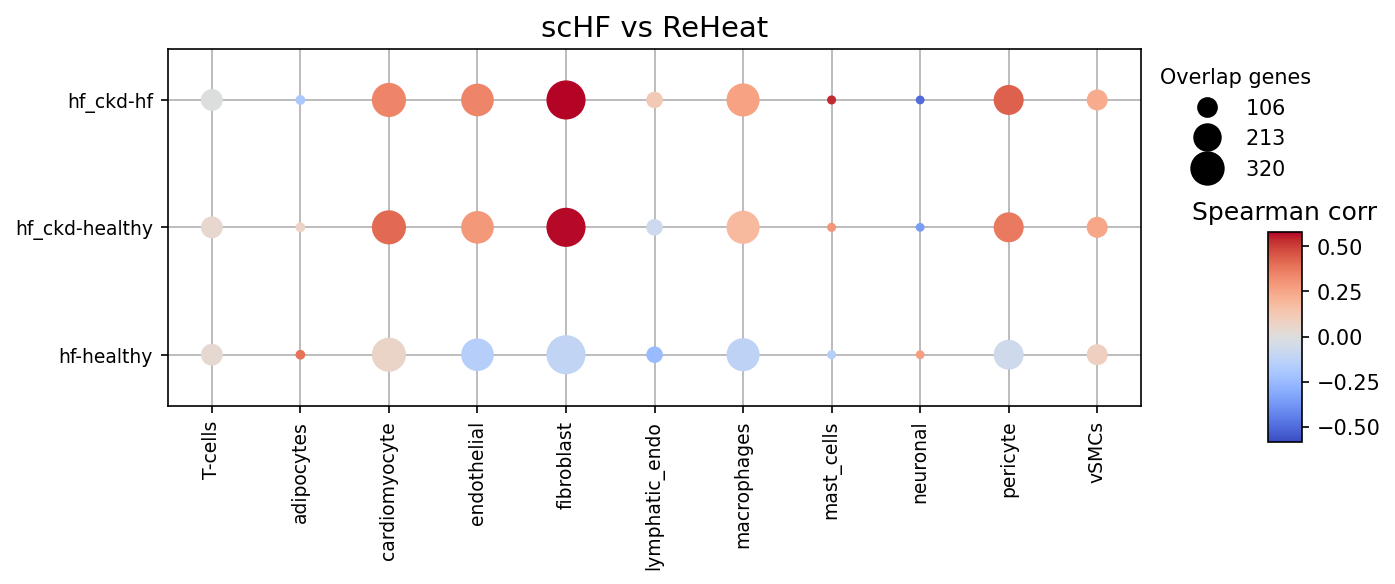 scHF vs ReHeat
hf_ckd-hf
hf_ckd-healthy
hf-healthy
T-cells
adipocytes
cardiomyocyte
endothelial
fibroblast
lymphatic_endo
macrophages
mast_cells
neuronal
pericyte
vSMCs
Overlap genes
106
213
320
Spearman corr
0.50
0.25
0.00
−0.25
−0.50